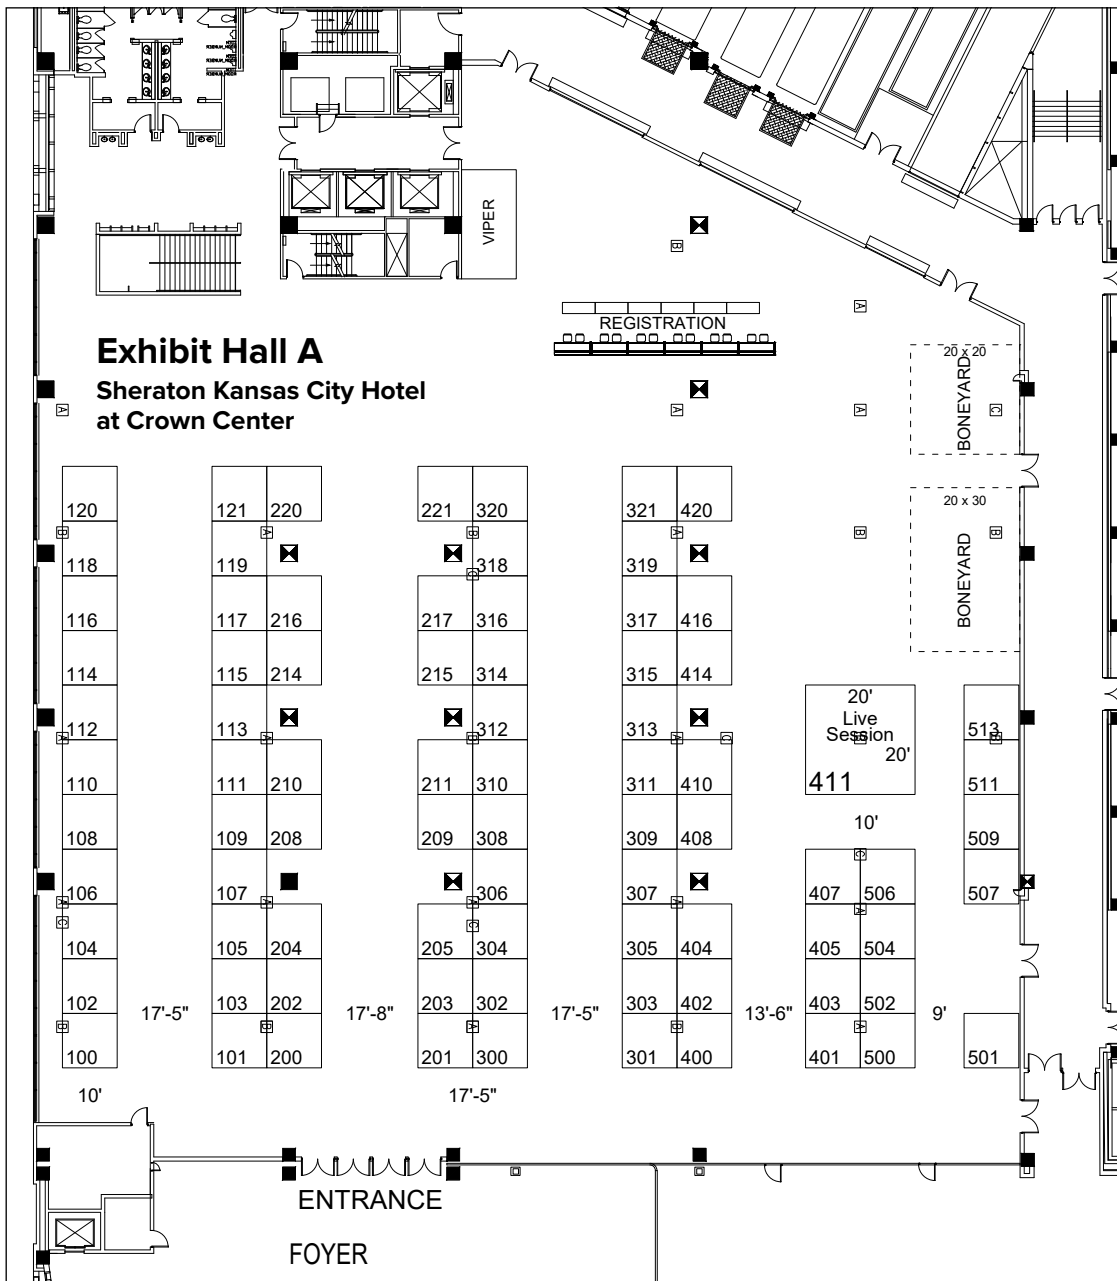 VIPER
REGISTRATION
Exhibit Hall A
Sheraton Kansas City Hotel
at Crown Center
20 x 20
BONEYARD
20 x 30
BONEYARD
B
A
A A A C
120 121 220 221 320 321 420
B A B A B B
118 119 318 319
C
116 117 216 217 316 317 416
114 115 214 215 314 315 414
20'
Live
Session
20'
411
112 113 312 313 513
A A B A C B B
110 111 210 211 310 311 410 511
10'
108 109 208 209 308 309 408 509
C
106 107 306 307 407 506 507
A A A A A
C C
104 105 204 205 304 305 404 405 504
102 103 202 203 302 303 402 403 502
17'-5" 17'-8" 17'-5" 13'-6" 9'
B B A B A
100 101 200 201 300 301 400 401 500 501
10' 17'-5"
ENTRANCE
FOYER